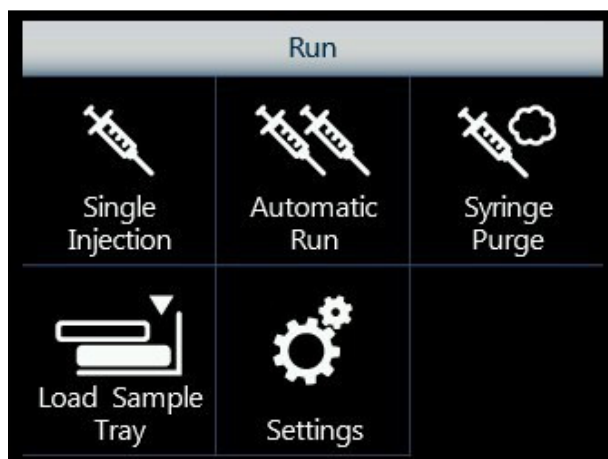 Run
Single
Injection
Automatic
Run
Syringe
Purge
Load Sample
Tray
Settings